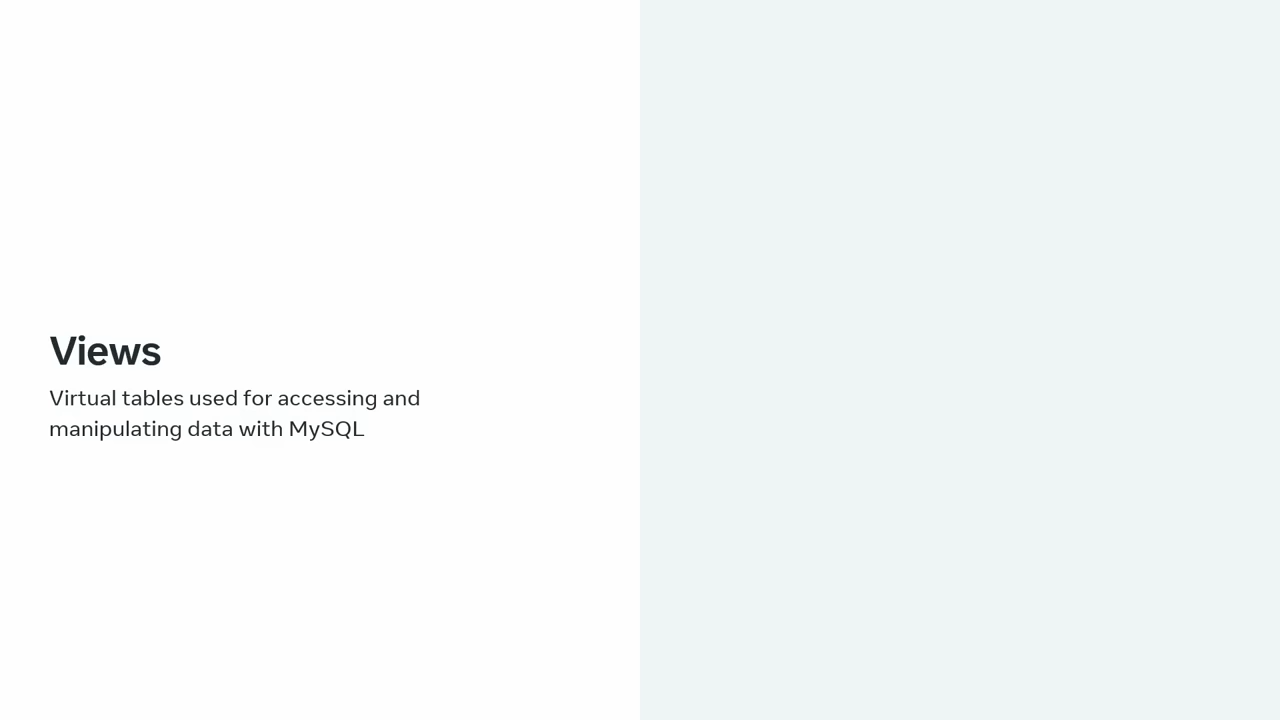 Views
Virtual tables used for accessing and
manipulating data with MySQL